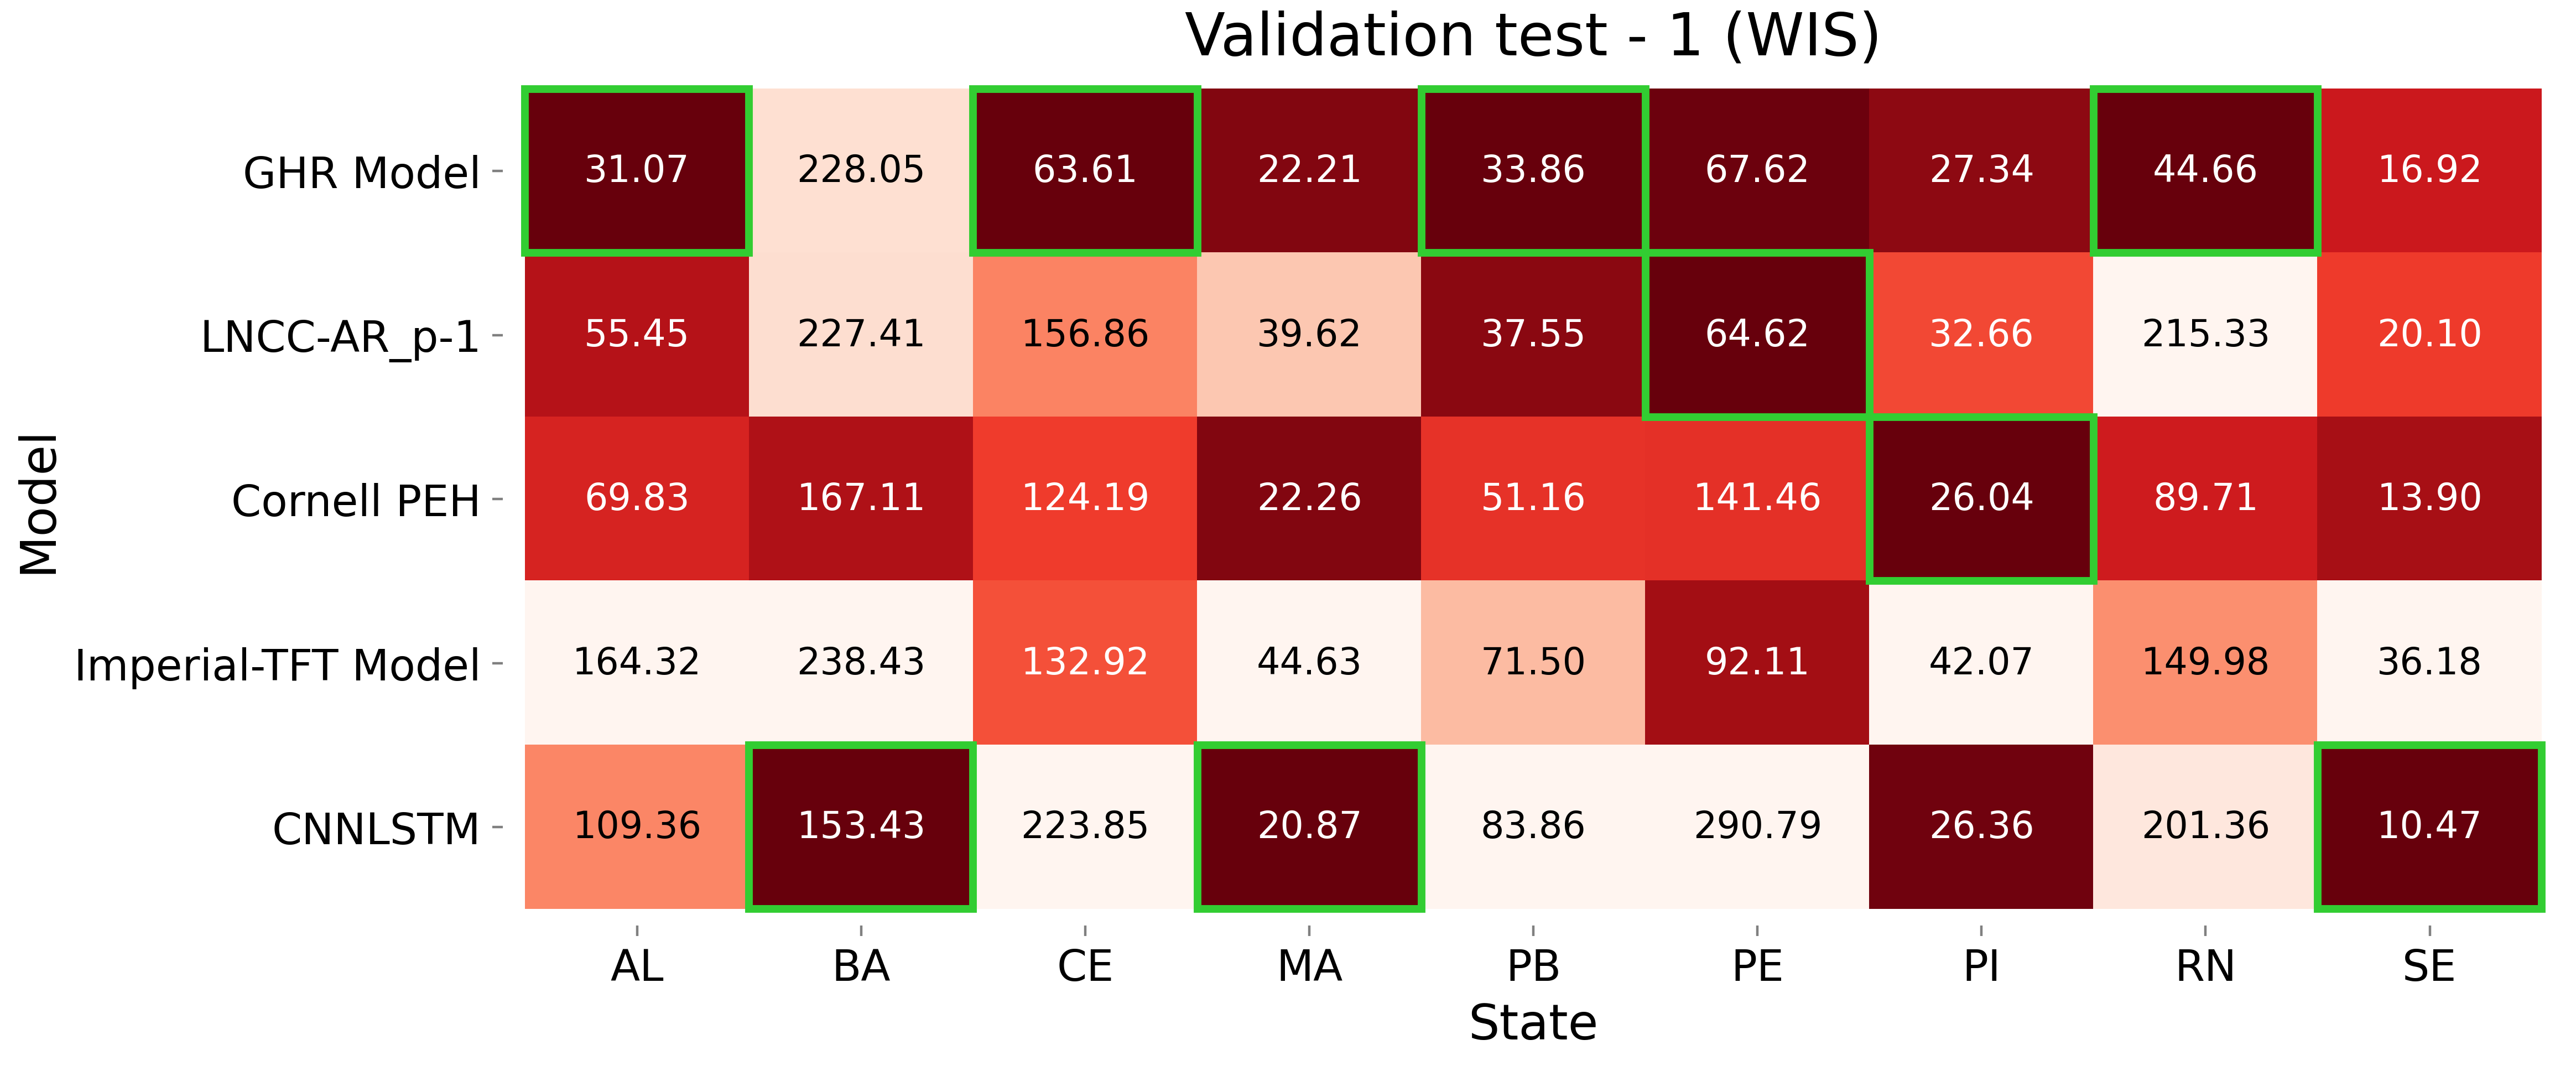 Validation test - 1 (WIS)
Model
GHR Model 31.07 228.05 63.61 22.21 33.86 67.62 27.34 44.66 16.92
LNCC-AR_p-1 55.45 227.41 156.86 39.62 37.55 64.62 32.66 215.33 20.10
Cornell PEH 69.83 167.11 124.19 22.26 51.16 141.46 26.04 89.71 13.90
Imperial-TFT Model 164.32 238.43 132.92 44.63 71.50 92.11 42.07 149.98 36.18
CNNLSTM 109.36 153.43 223.85 20.87 83.86 290.79 26.36 201.36 10.47
AL BA CE MA PB PE PI RN SE
State